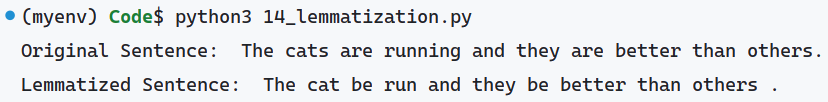 (myenv) Code$ python3 14_lemmatization.py
Original Sentence:  The cats are running and they are better than others.
Lemmatized Sentence:  The cat be run and they be better than others .